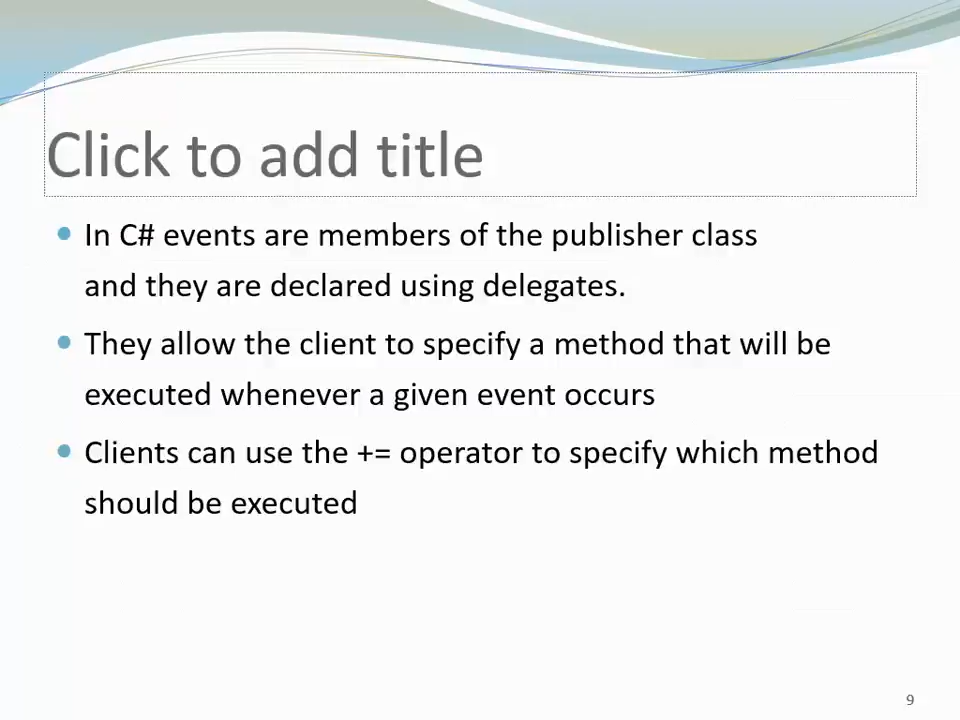 Click to add title
In C# events are members of the publisher class
and they are declared using delegates.
They allow the client to specify a method that will be
executed whenever a given event occurs
Clients can use the += operator to specify which method
should be executed
9